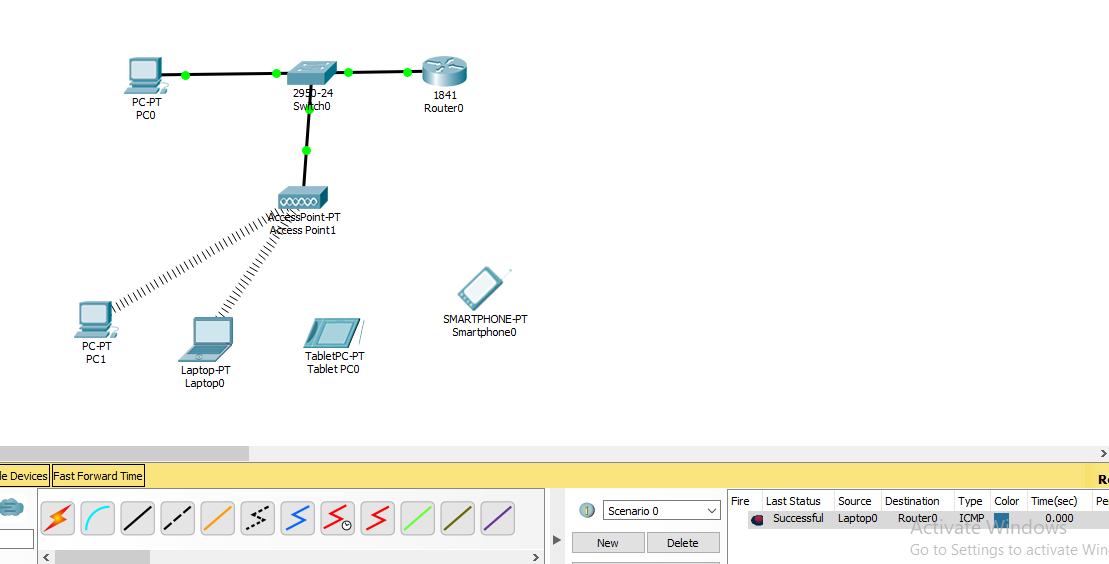 PC-PT
PC0
2950-24
Switch0
1841
Router0
AccessPoint-PT
Access Point1
PC-PT
PC1
Laptop-PT
Laptop0
TabletPC-PT
Tablet PC0
SMARTPHONE-PT
Smartphone0
le Devices Fast Forward Time
Scenario 0
New Delete
Fire Last Status Source Destination Type Color Time(sec) Pe
Successful Laptop0 Router0 ICMP 0.000
Activate Windows
Go to Settings to activate Win